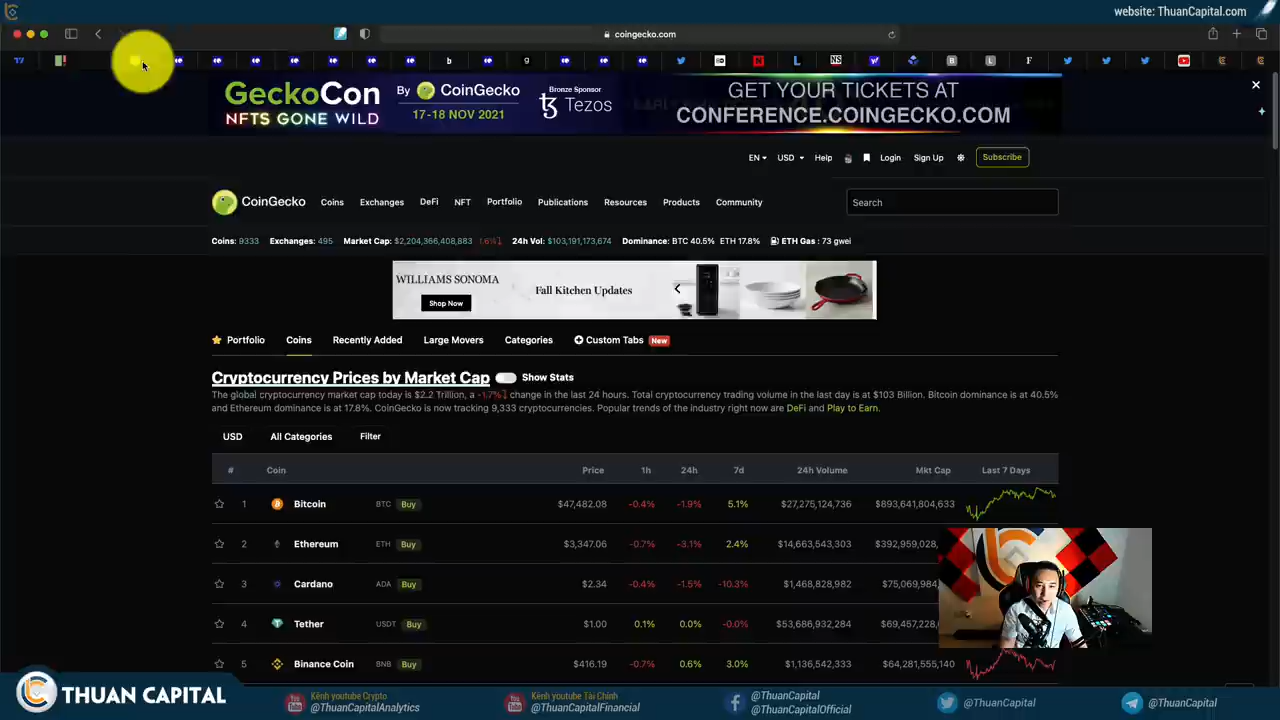 website: ThuanCapital.com
coingecko.com
GeckoCon
NFTS GONE WILD
By CoinGecko
17-18 NOV 2021
Bronze Sponsor
Tezos
GET YOUR TICKETS AT
CONFERENCE.COINGECKO.COM
EN USD Help Login Sign Up Subscribe
CoinGecko Coins Exchanges DeFi NFT Portfolio Publications Resources Products Community Search
Coins: 9333 Exchanges: 495 Market Cap: $2,204,366,408,883 1.6% 24h Vol: $103,191,173,674 Dominance: BTC 40.5% ETH 17.8% ETH Gas : 73 gwei
WILLIAMS SONOMA
Shop Now
Fall Kitchen Updates
Portfolio Coins Recently Added Large Movers Categories Custom Tabs New
Cryptocurrency Prices by Market Cap Show Stats
The global cryptocurrency market cap today is $2.2 Trillion, a -1.7% change in the last 24 hours. Total cryptocurrency trading volume in the last day is at $103 Billion. Bitcoin dominance is at 40.5%
and Ethereum dominance is at 17.8%. CoinGecko is now tracking 9,333 cryptocurrencies. Popular trends of the industry right now are DeFi and Play to Earn.
USD All Categories Filter
# Coin Price 1h 24h 7d 24h Volume Mkt Cap Last 7 Days
1 Bitcoin BTC Buy $47,482.08 -0.4% -1.9% 5.1% $27,275,124,736 $893,641,804,633
2 Ethereum ETH Buy $3,347.06 -0.7% -3.1% 2.4% $14,663,543,303 $392,959,028,
3 Cardano ADA Buy $2.34 -0.4% -1.5% -10.3% $1,468,828,982 $75,069,984,
4 Tether USDT Buy $1.00 0.1% 0.0% -0.0% $53,686,932,284 $69,457,228,
5 Binance Coin BNB Buy $416.19 -0.7% 0.6% 3.0% $1,136,542,333 $64,281,555,140
THUAN CAPITAL
Kênh youtube Crypto
@ThuanCapitalAnalytics
Kênh youtube Tài Chính
@ThuanCapitalFinancial
@ThuanCapital
@ThuanCapitalOfficial
@ThuanCapital
@ThuanCapital